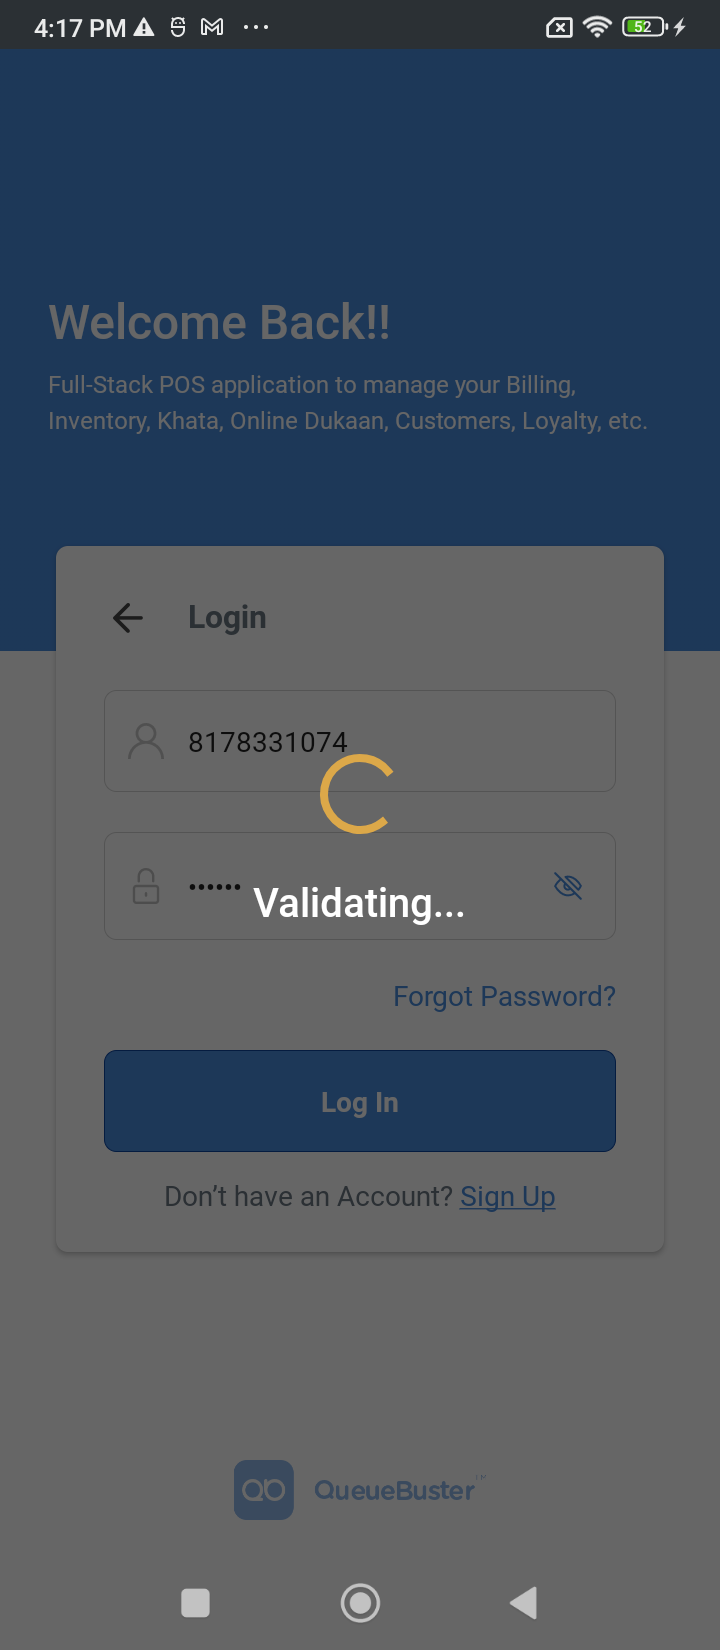 4:17 PM
52
Welcome Back!!
Full-Stack POS application to manage your Billing,
Inventory, Khata, Online Dukaan, Customers, Loyalty, etc.
Login
8178331074
••••••
Validating...
Forgot Password?
Log In
Don’t have an Account? Sign Up
QueueBuster™